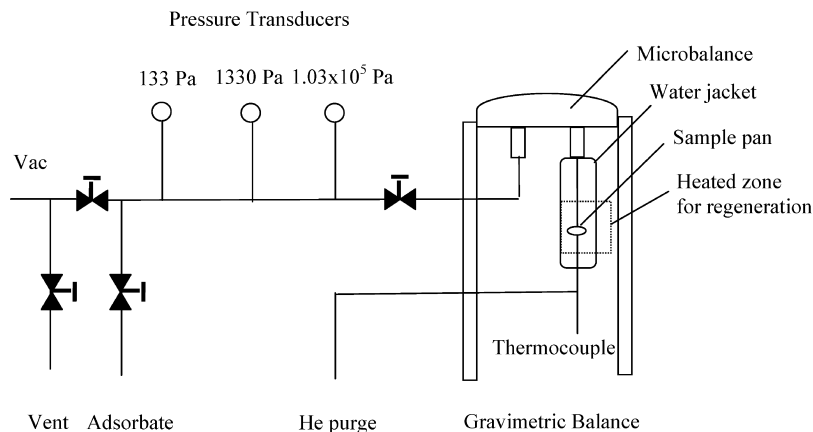 Pressure Transducers
133 Pa
1330 Pa
1.03x10⁵ Pa
Microbalance
Water jacket
Sample pan
Heated zone
for regeneration
Vac
Thermocouple
Vent
Adsorbate
He purge
Gravimetric Balance